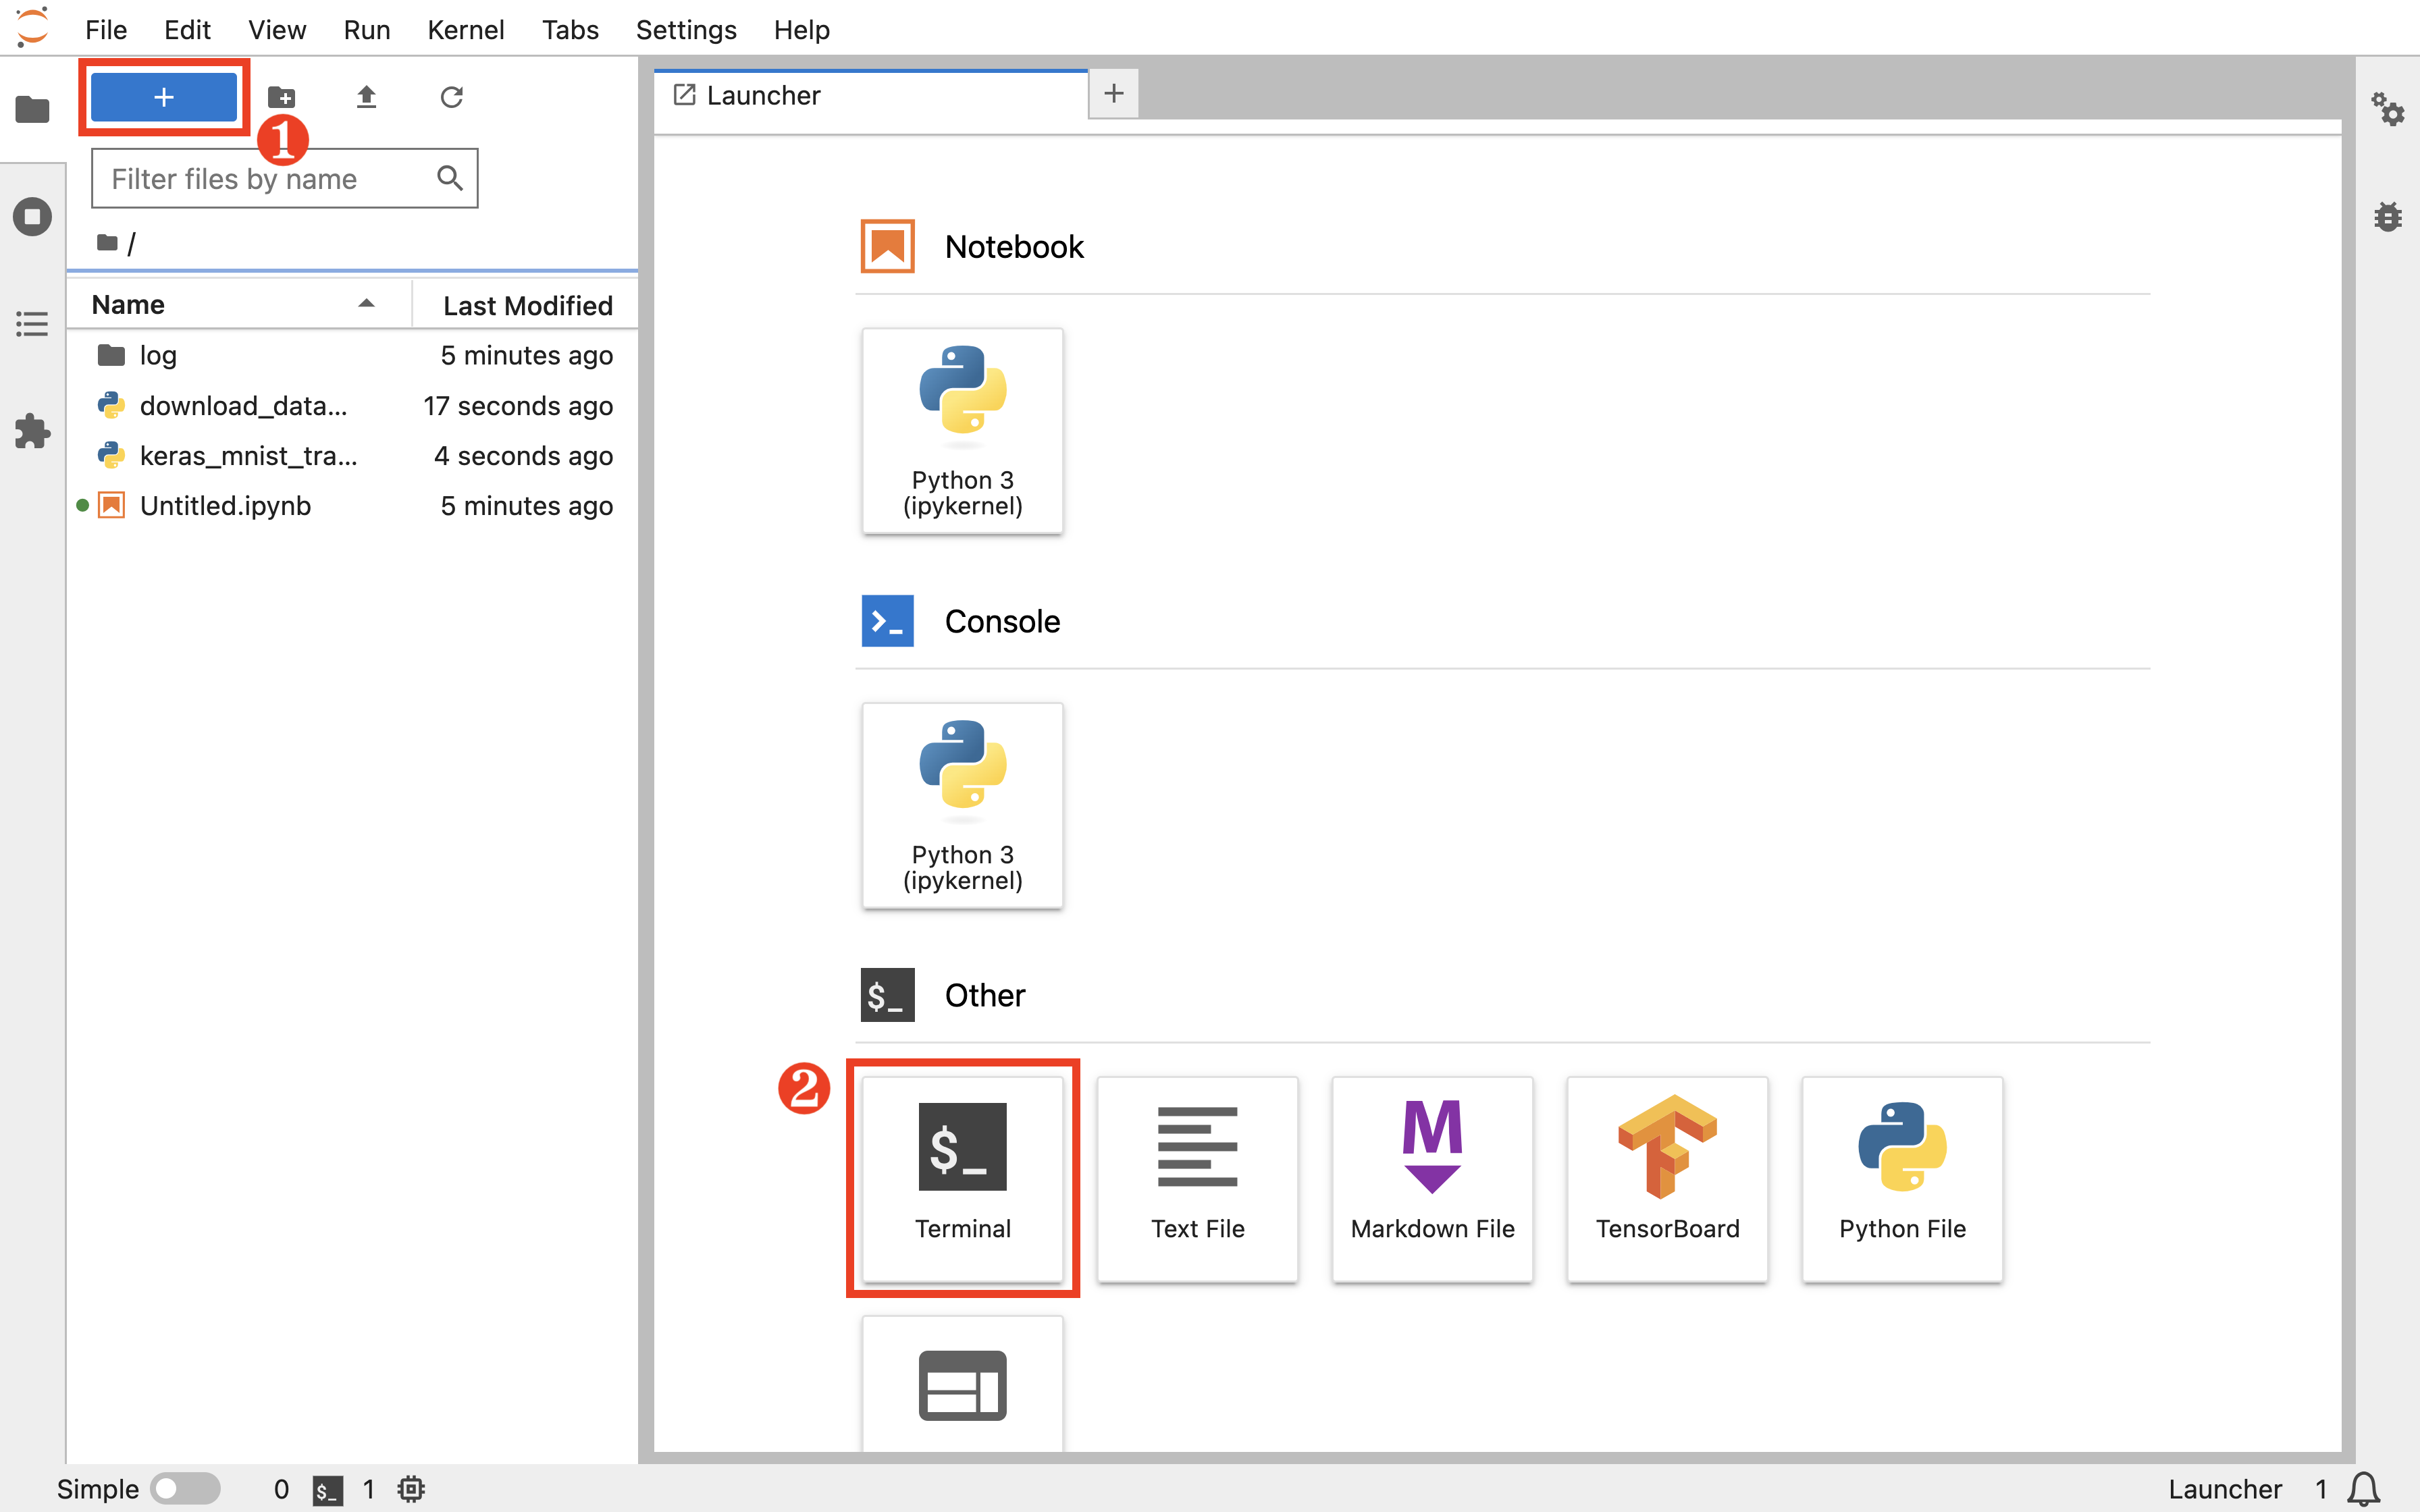 File Edit View Run Kernel Tabs Settings Help
+
1
Filter files by name
/
Name Last Modified
log 5 minutes ago
download_data... 17 seconds ago
keras_mnist_tra... 4 seconds ago
Untitled.ipynb 5 minutes ago
Launcher +
Notebook
Python 3
(ipykernel)
>_ Console
Python 3
(ipykernel)
$_ Other
2
$_
Terminal
Text File
M
Markdown File
TensorBoard
Python File
Simple 0 $_ 1
Launcher 1